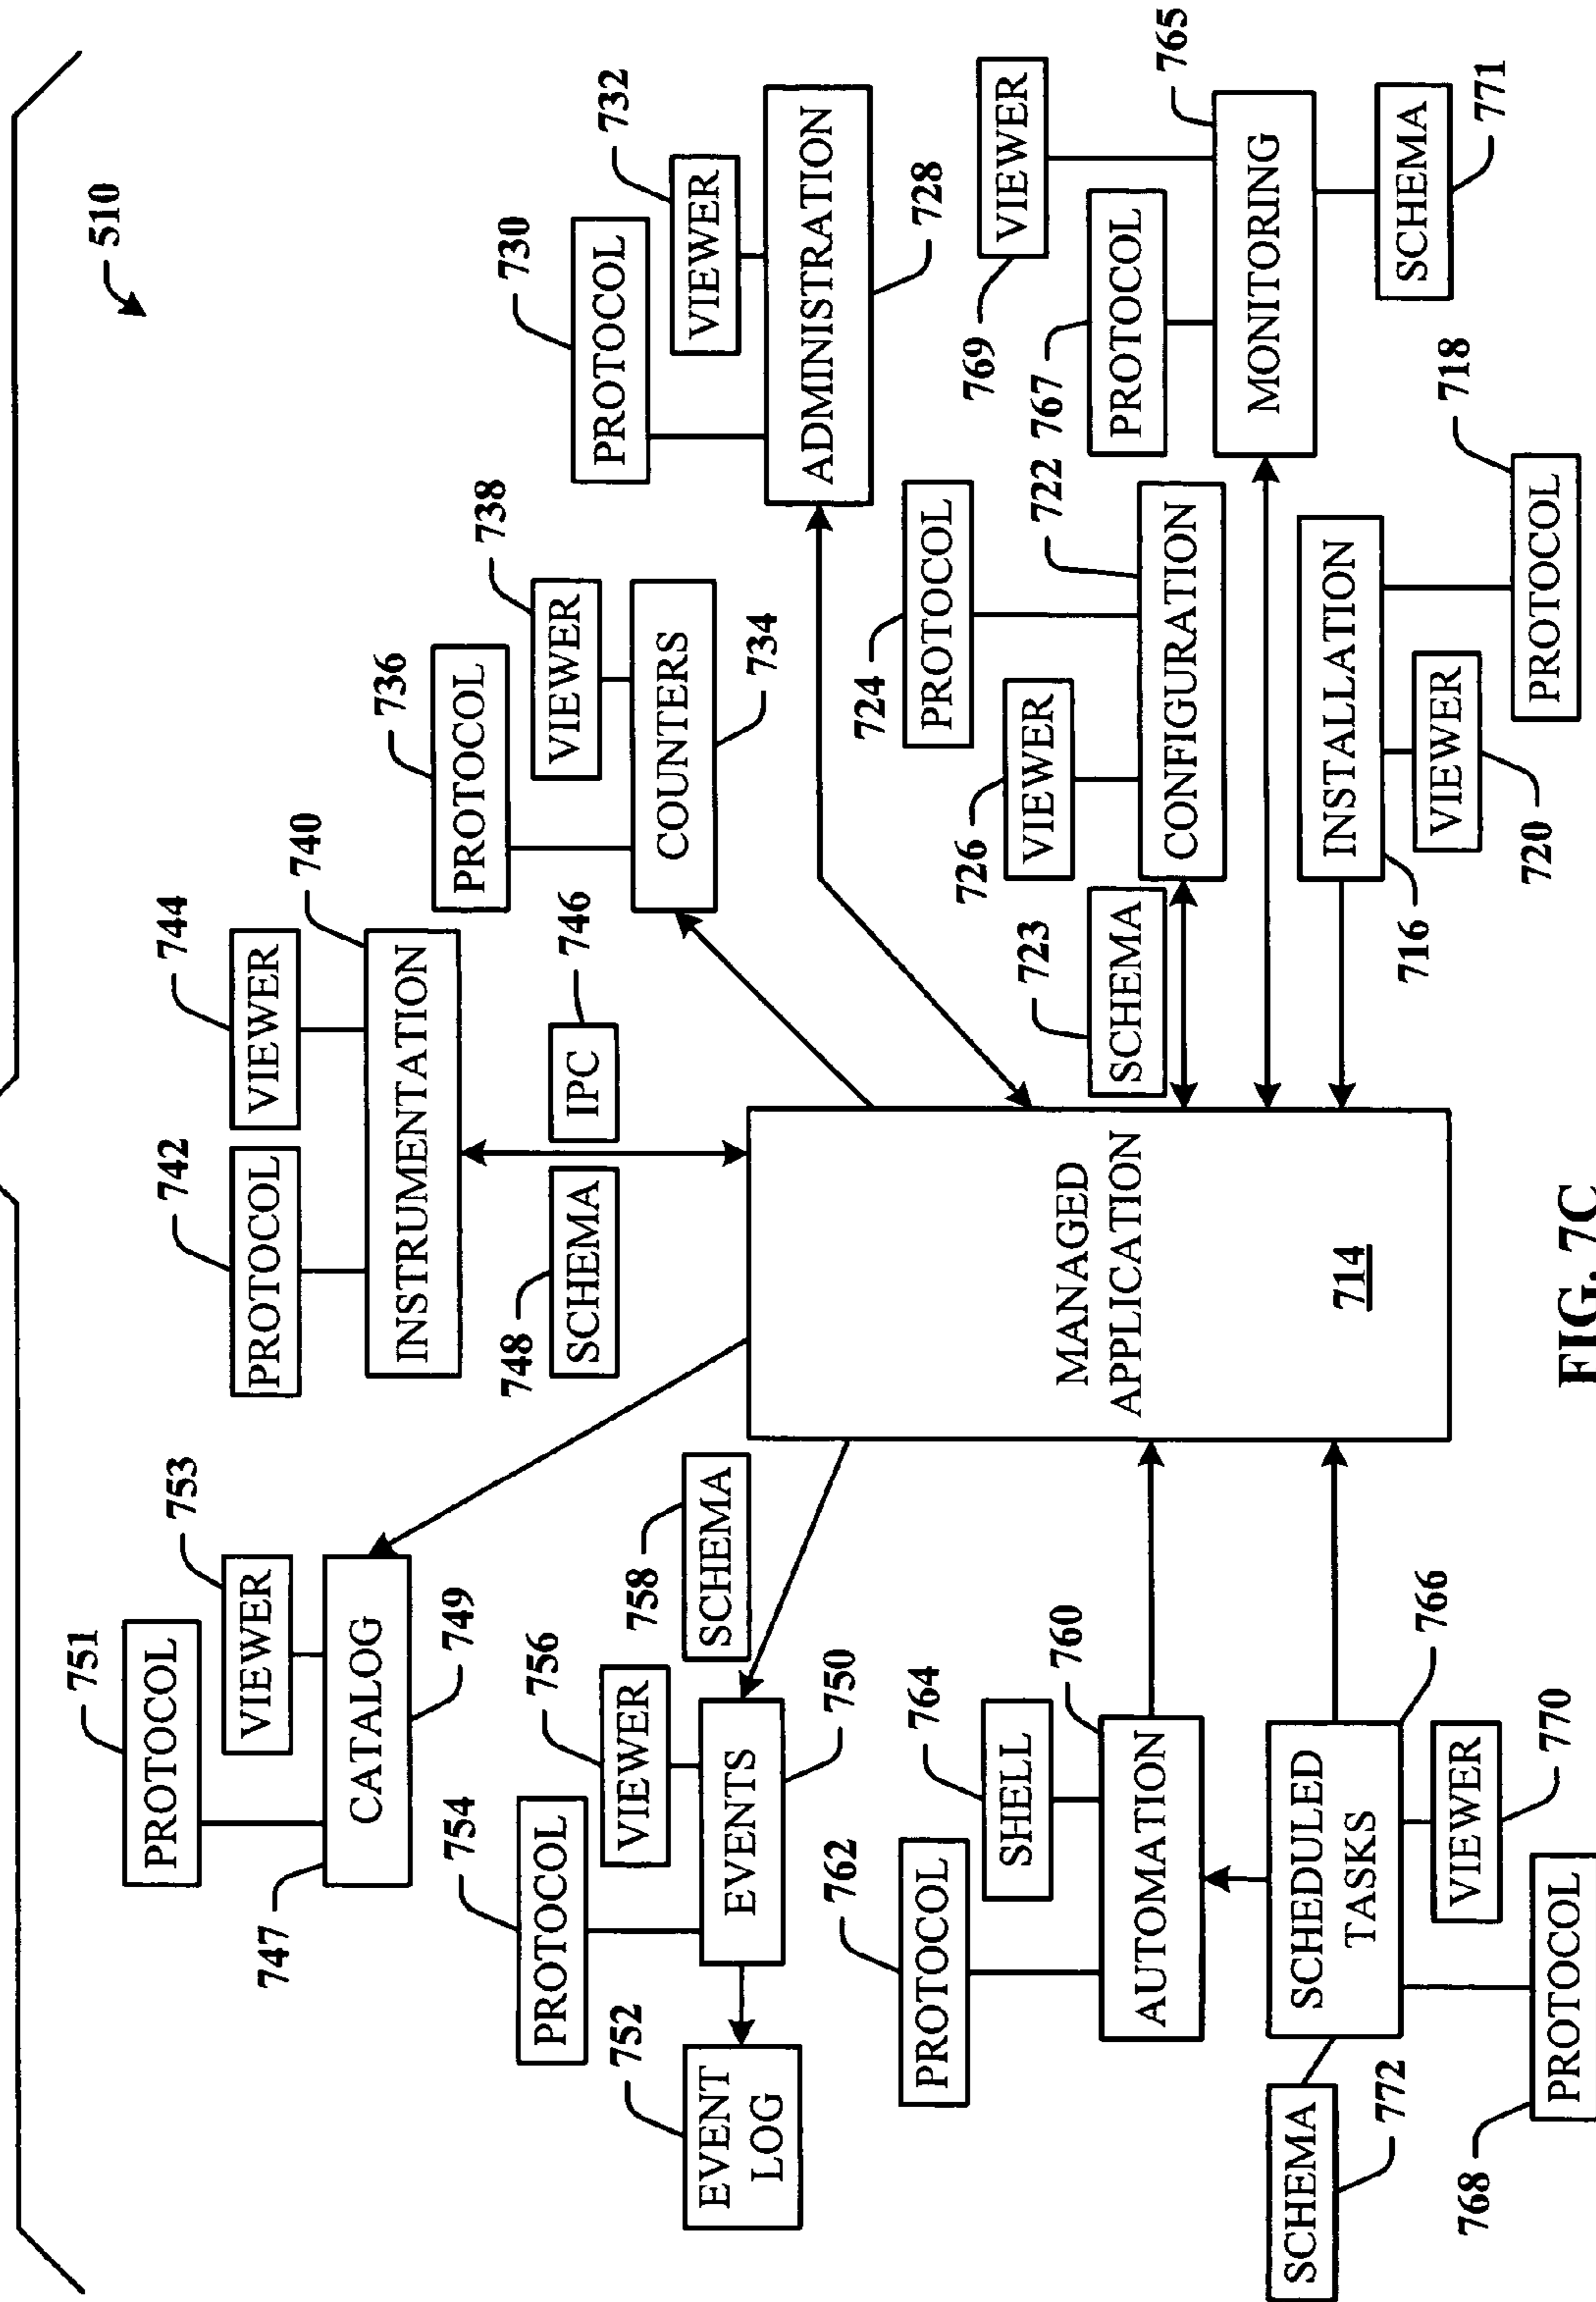 510
751
PROTOCOL
753
VIEWER
CATALOG
747
749
742
PROTOCOL
744
VIEWER
740
INSTRUMENTATION
748
SCHEMA
IPC
746
736
PROTOCOL
738
VIEWER
COUNTERS
734
730
PROTOCOL
732
VIEWER
ADMINISTRATION
728
754
PROTOCOL
756
VIEWER
758
SCHEMA
EVENTS
750
752
EVENT
LOG
762
PROTOCOL
764
SHELL
760
AUTOMATION
MANAGED
APPLICATION
714
723
SCHEMA
726
VIEWER
724
PROTOCOL
722
CONFIGURATION
767
PROTOCOL
769
VIEWER
765
MONITORING
SCHEMA
771
SCHEMA
772
SCHEDULED
TASKS
766
VIEWER
770
768
PROTOCOL
716
INSTALLATION
720
VIEWER
718
PROTOCOL
FIG. 7C